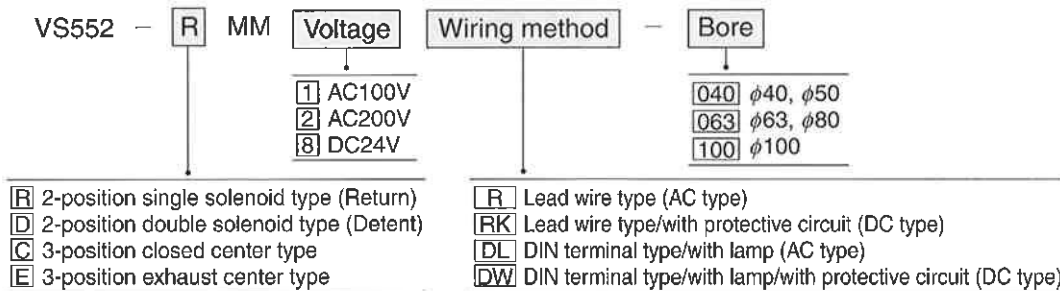 VS552 − R MM Voltage Wiring method − Bore
1 AC100V
2 AC200V
8 DC24V
040 φ40, φ50
063 φ63, φ80
100 φ100
R 2-position single solenoid type (Return)
D 2-position double solenoid type (Detent)
C 3-position closed center type
E 3-position exhaust center type
R Lead wire type (AC type)
RK Lead wire type/with protective circuit (DC type)
DL DIN terminal type/with lamp (AC type)
DW DIN terminal type/with lamp/with protective circuit (DC type)